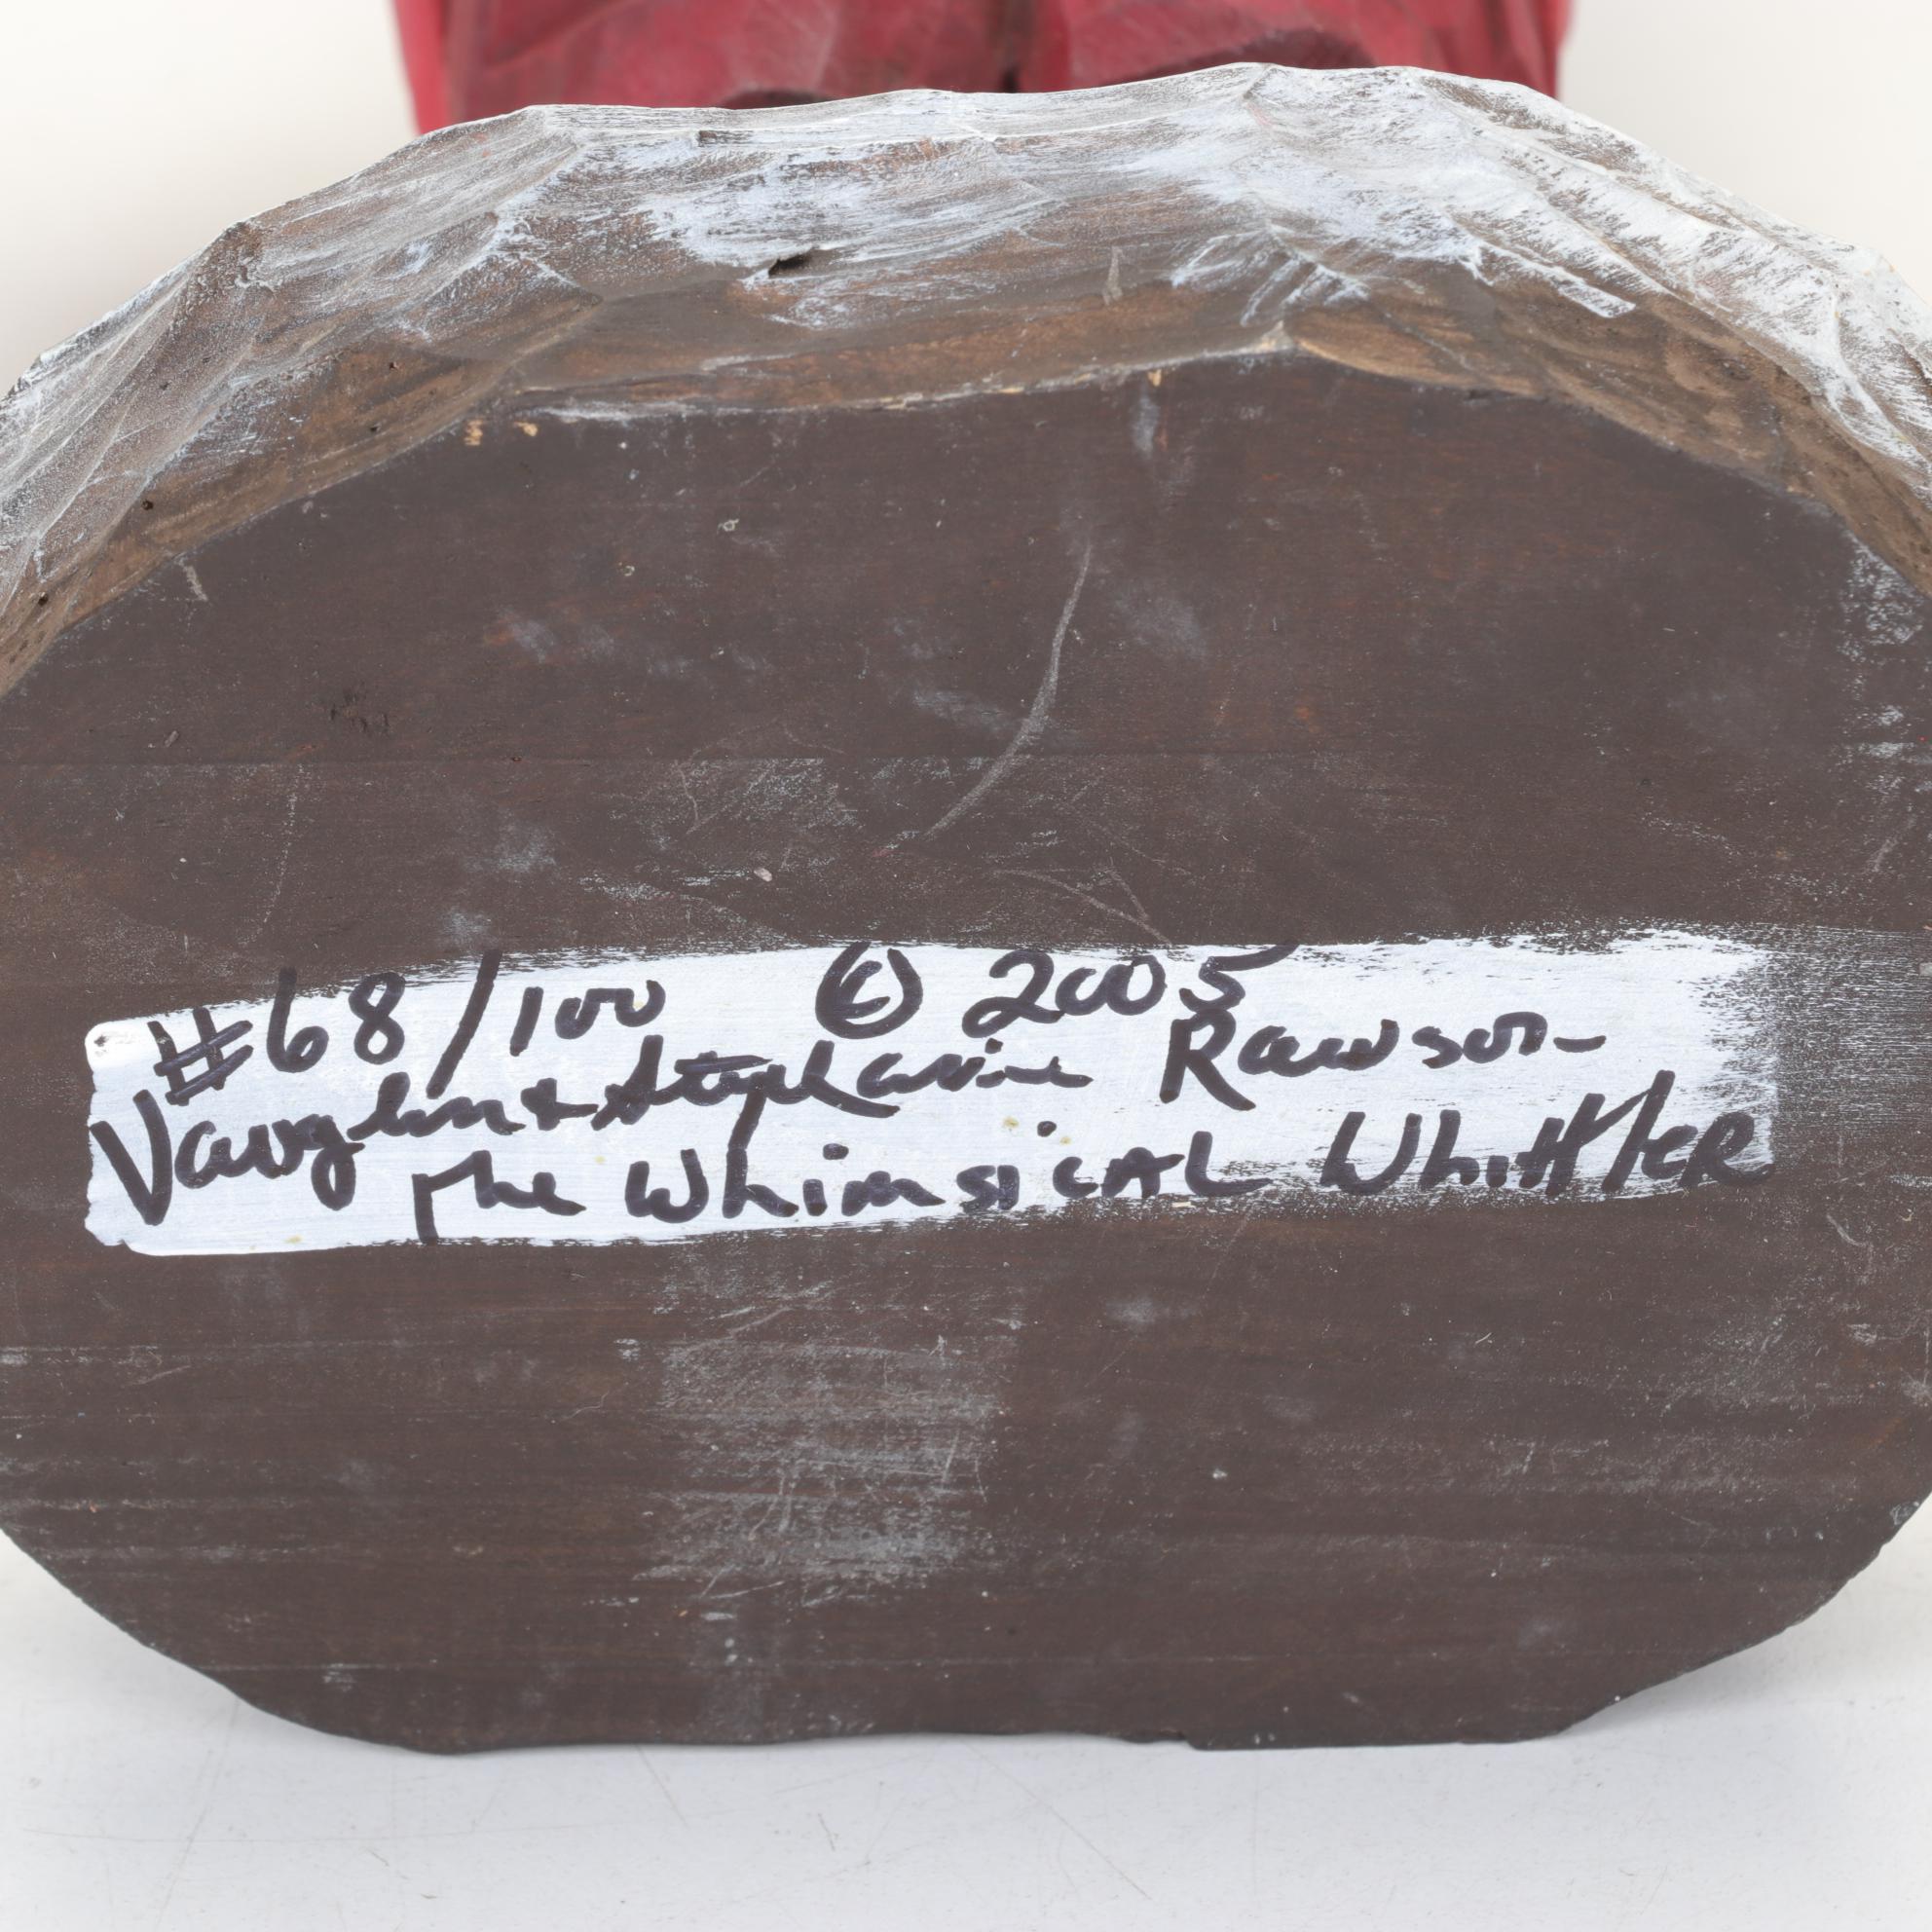 #68/100 © 2005
Vaughn & Stephanie Rawson-
The Whimsical Whittler